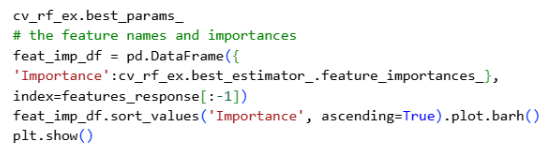 cv_rf_ex.best_params_
# the feature names and importances
feat_imp_df = pd.DataFrame({
'Importance':cv_rf_ex.best_estimator_.feature_importances_},
index=features_response[:-1])
feat_imp_df.sort_values('Importance', ascending=True).plot.barh()
plt.show()